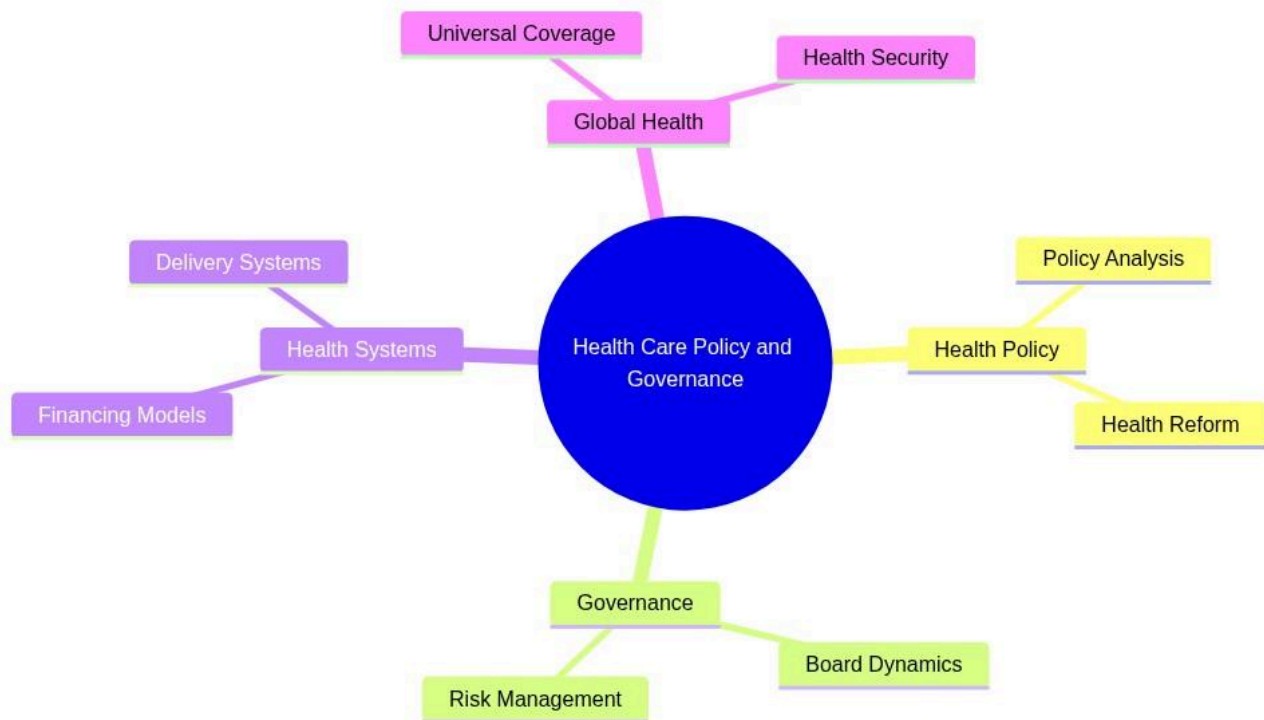 Universal Coverage
Health Security
Global Health
Delivery Systems
Policy Analysis
Health Systems
Health Care Policy and
Governance
Health Policy
Financing Models
Health Reform
Governance
Board Dynamics
Risk Management